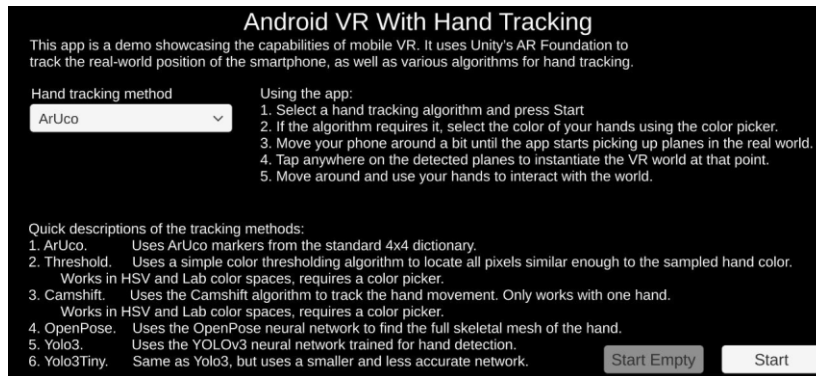 Android VR With Hand Tracking
This app is a demo showcasing the capabilities of mobile VR. It uses Unity's AR Foundation to
track the real-world position of the smartphone, as well as various algorithms for hand tracking.
Hand tracking method
ArUco
Using the app:
1. Select a hand tracking algorithm and press Start
2. If the algorithm requires it, select the color of your hands using the color picker.
3. Move your phone around a bit until the app starts picking up planes in the real world.
4. Tap anywhere on the detected planes to instantiate the VR world at that point.
5. Move around and use your hands to interact with the world.
Quick descriptions of the tracking methods:
1. ArUco. Uses ArUco markers from the standard 4x4 dictionary.
2. Threshold. Uses a simple color thresholding algorithm to locate all pixels similar enough to the sampled hand color.
Works in HSV and Lab color spaces, requires a color picker.
3. Camshift. Uses the Camshift algorithm to track the hand movement. Only works with one hand.
Works in HSV and Lab color spaces, requires a color picker.
4. OpenPose. Uses the OpenPose neural network to find the full skeletal mesh of the hand.
5. Yolo3. Uses the YOLOv3 neural network trained for hand detection.
6. Yolo3Tiny. Same as Yolo3, but uses a smaller and less accurate network.
Start Empty
Start